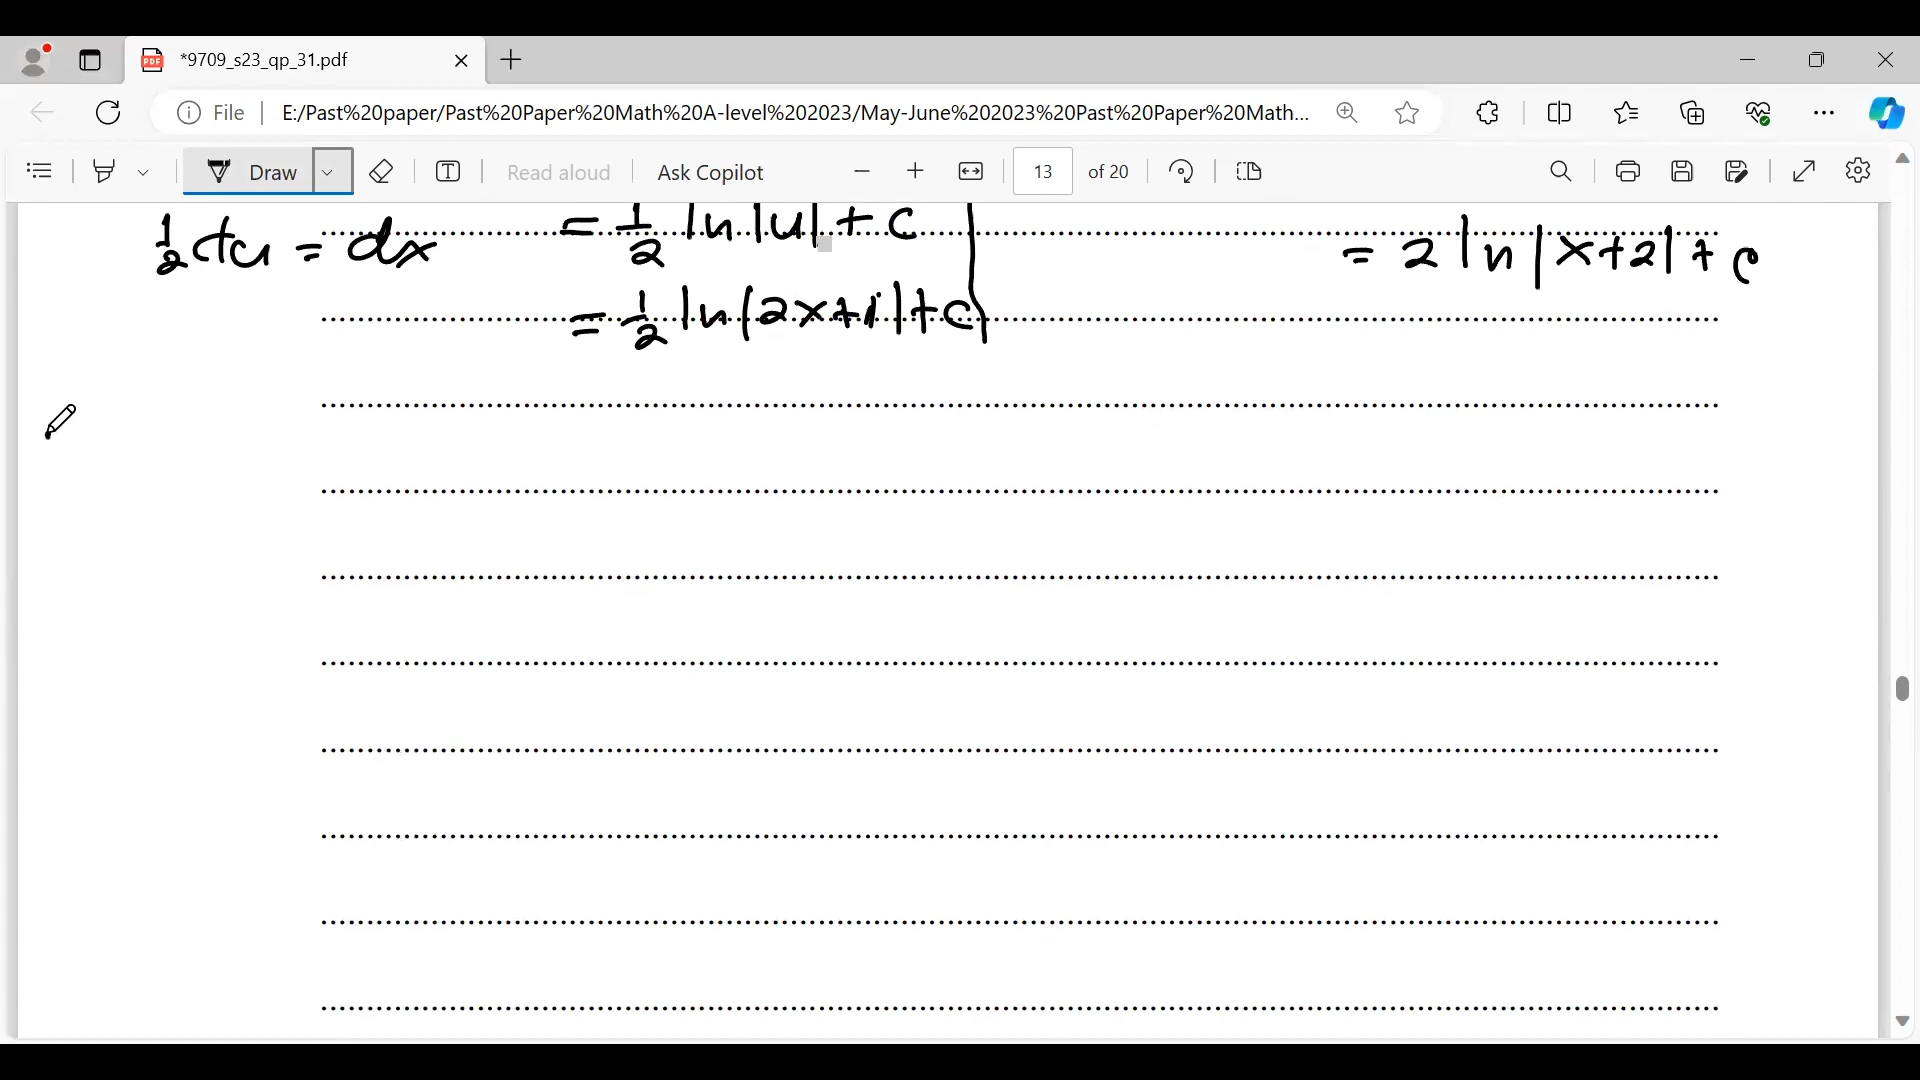 *9709_s23_qp_31.pdf
File | E:/Past%20paper/Past%20Paper%20Math%20A-level%202023/May-June%202023%20Past%20Paper%20Math...
Draw
Read aloud
Ask Copilot
13 of 20
1/2 du = dx
= 1/2 ln |u| + c
= 2 ln |x+2| + c
= 1/2 ln |2x+1| + c